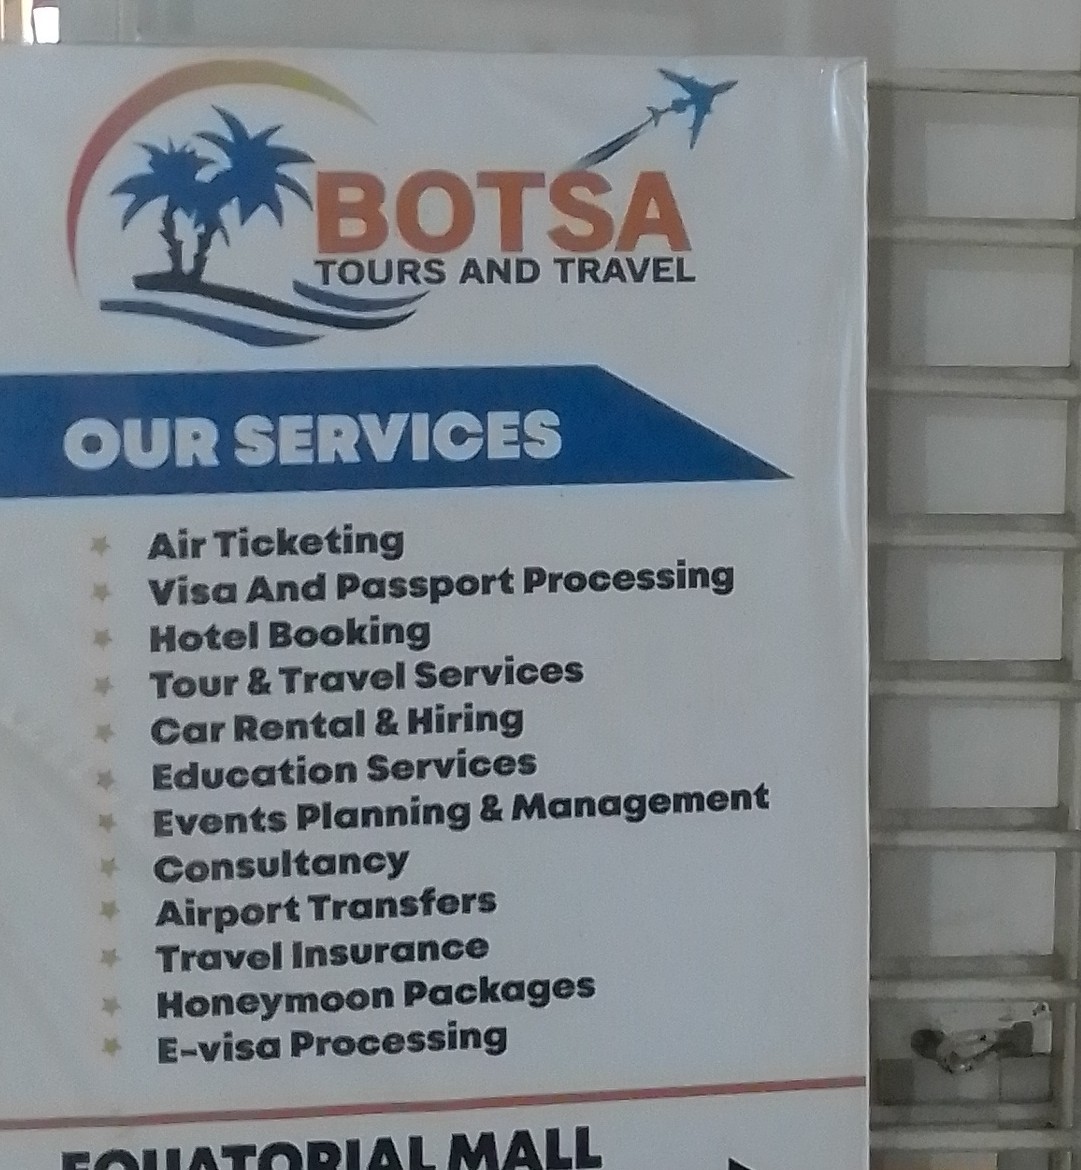 BOTSA
TOURS AND TRAVEL
OUR SERVICES
Air Ticketing
Visa And Passport Processing
Hotel Booking
Tour & Travel Services
Car Rental & Hiring
Education Services
Events Planning & Management
Consultancy
Airport Transfers
Travel Insurance
Honeymoon Packages
E-visa Processing
EQUATORIAL MALL